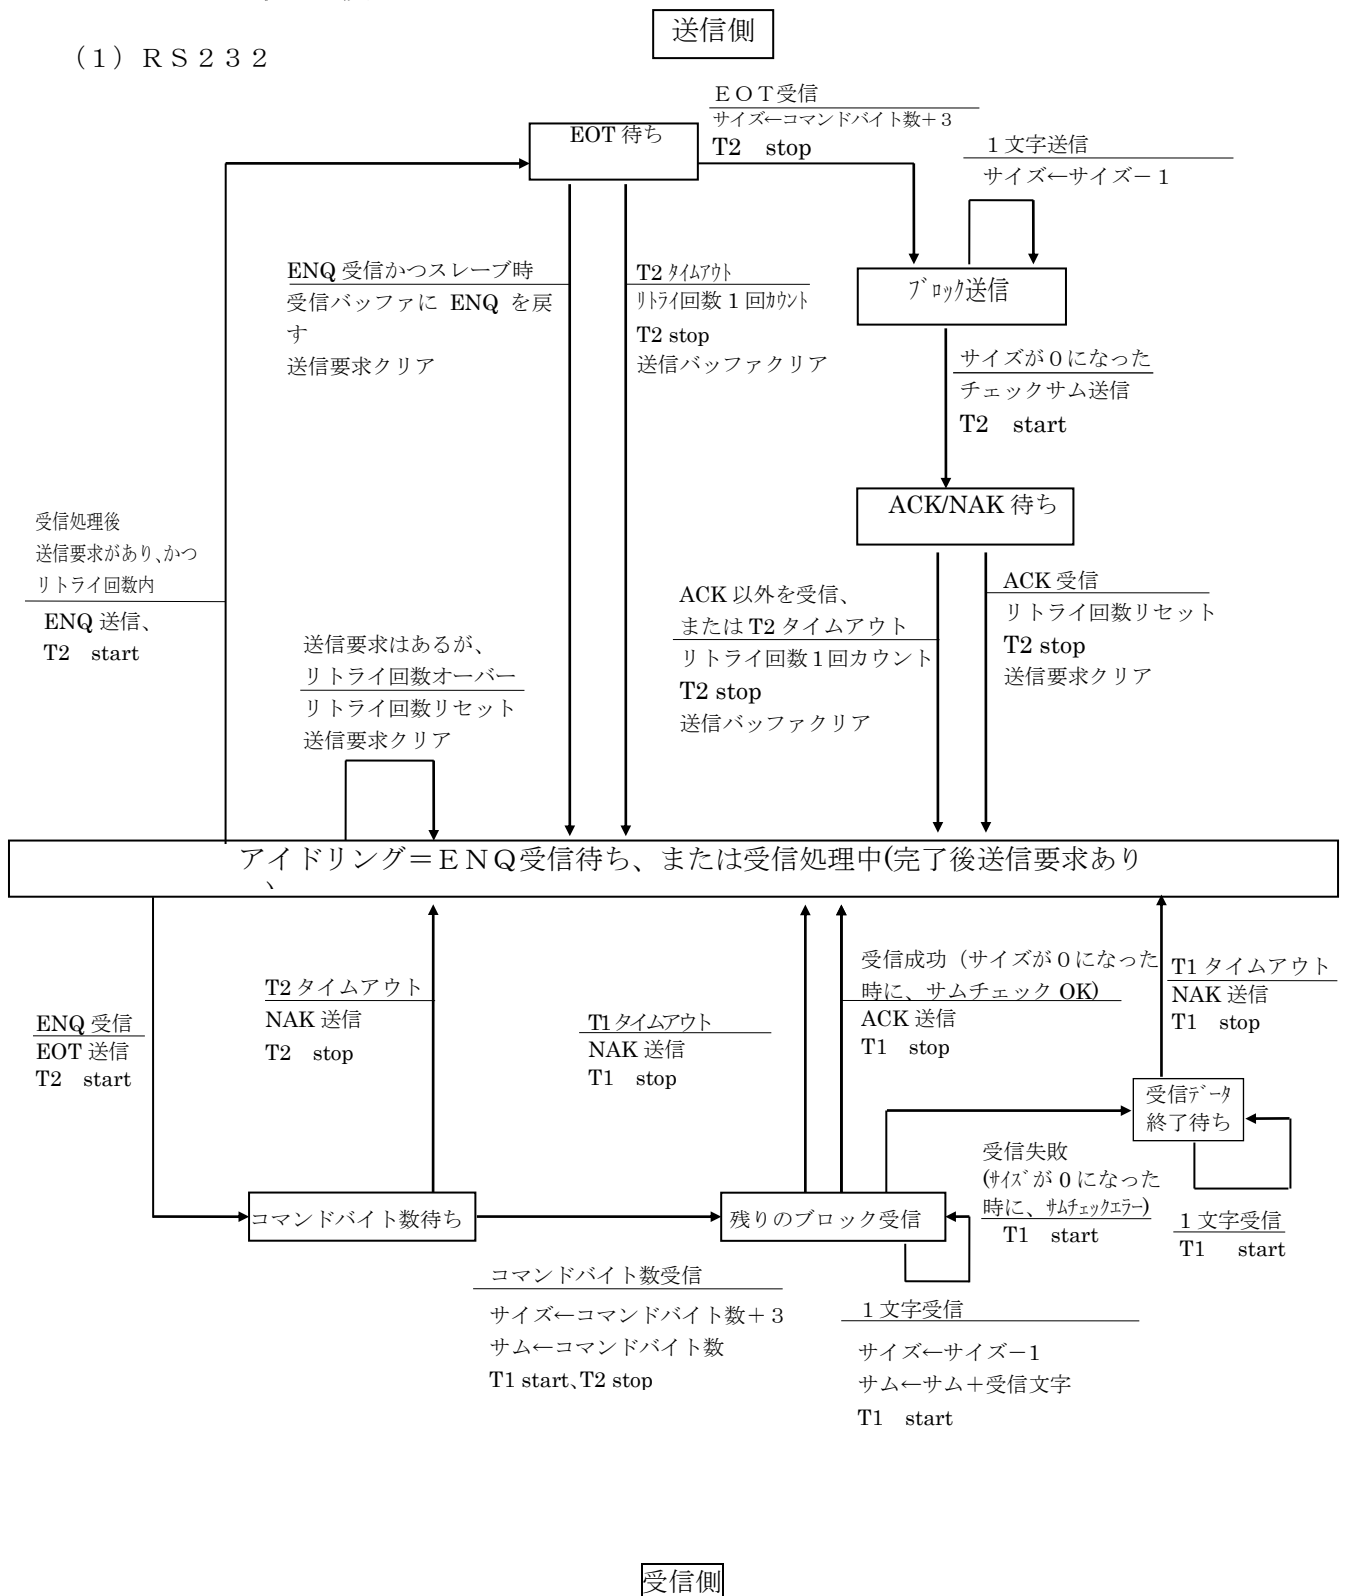 送信側
（１）ＲＳ２３２
ＥＯＴ受信
サイズ←コマンドバイト数＋３
T2　stop
EOT 待ち
１文字送信
サイズ←サイズ－１
ENQ 受信かつスレーブ時
受信バッファに ENQ を戻
す
送信要求クリア
T2 ﾀｲﾑｱｳﾄ
ﾘﾄﾗｲ回数 1 回ｶｳﾝﾄ
T2 stop
送信バッファクリア
ﾌﾞﾛｯｸ送信
サイズが０になった
チェックサム送信
T2　start
ACK/NAK 待ち
受信処理後
送信要求があり､かつ
リトライ回数内
ENQ 送信、
T2　start
送信要求はあるが、
リトライ回数オーバー
リトライ回数リセット
送信要求クリア
ACK 以外を受信、
または T2 タイムアウト
リトライ回数１回カウント
T2 stop
送信バッファクリア
ACK 受信
リトライ回数リセット
T2 stop
送信要求クリア
アイドリング＝ＥＮＱ受信待ち、または受信処理中(完了後送信要求あり
、
ENQ 受信
EOT 送信
T2　start
T2 タイムアウト
NAK 送信
T2　stop
T1 タイムアウト
NAK 送信
T1　stop
受信成功（サイズが０になった
時に、サムチェック OK)
ACK 送信
T1　stop
T1 タイムアウト
NAK 送信
T1　stop
受信ﾃﾞｰﾀ
終了待ち
受信失敗
(ｻｲｽﾞが 0 になった
時に、ｻﾑﾁｪｯｸｴﾗｰ)
T1　start
１文字受信
T1　start
コマンドバイト数待ち
残りのブロック受信
コマンドバイト数受信
サイズ←コマンドバイト数＋３
サム←コマンドバイト数
T1 start､T2 stop
１文字受信
サイズ←サイズ－1
サム←サム＋受信文字
T1　start
受信側